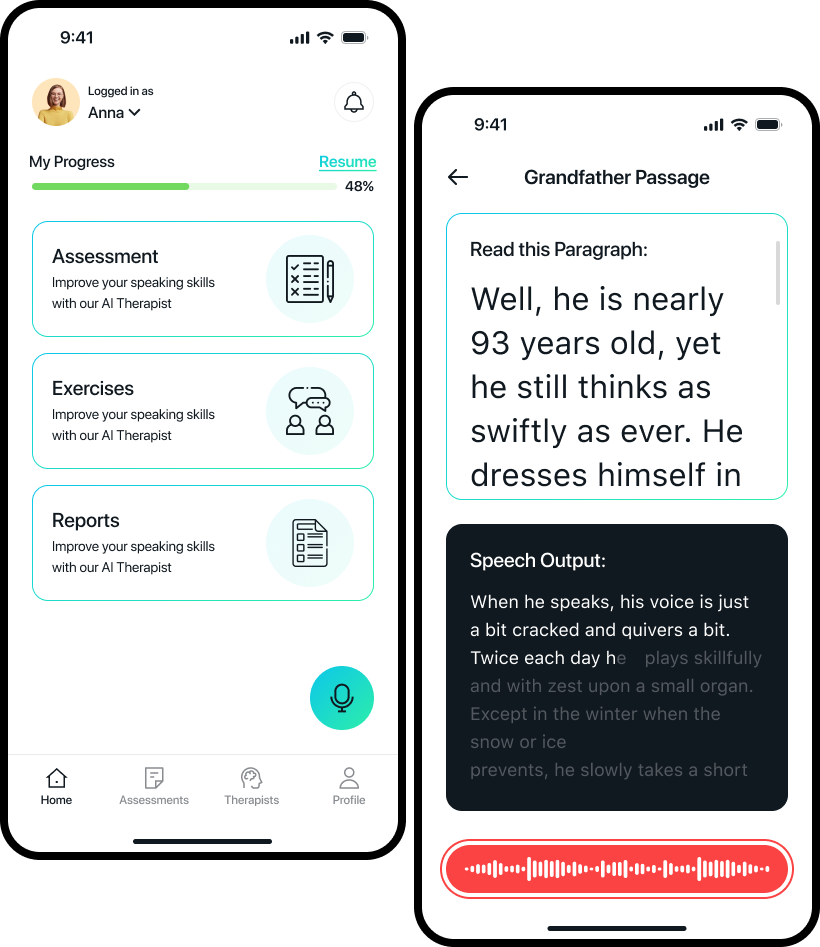 9:41
Logged in as
Anna
My Progress
Resume
48%
Assessment
Improve your speaking skills
with our AI Therapist
Exercises
Improve your speaking skills
with our AI Therapist
Reports
Improve your speaking skills
with our AI Therapist
Home
Assessments
Therapists
Profile
9:41
Grandfather Passage
Read this Paragraph:
Well, he is nearly
93 years old, yet
he still thinks as
swiftly as ever. He
dresses himself in
Speech Output:
When he speaks, his voice is just
a bit cracked and quivers a bit.
Twice each day he plays skillfully
and with zest upon a small organ.
Except in the winter when the
snow or ice
prevents, he slowly takes a short